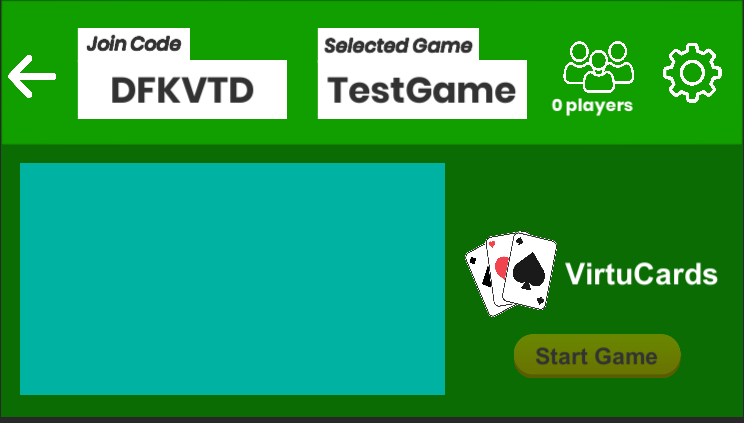 Join Code
DFKVTD
Selected Game
TestGame
0 players
VirtuCards
Start Game